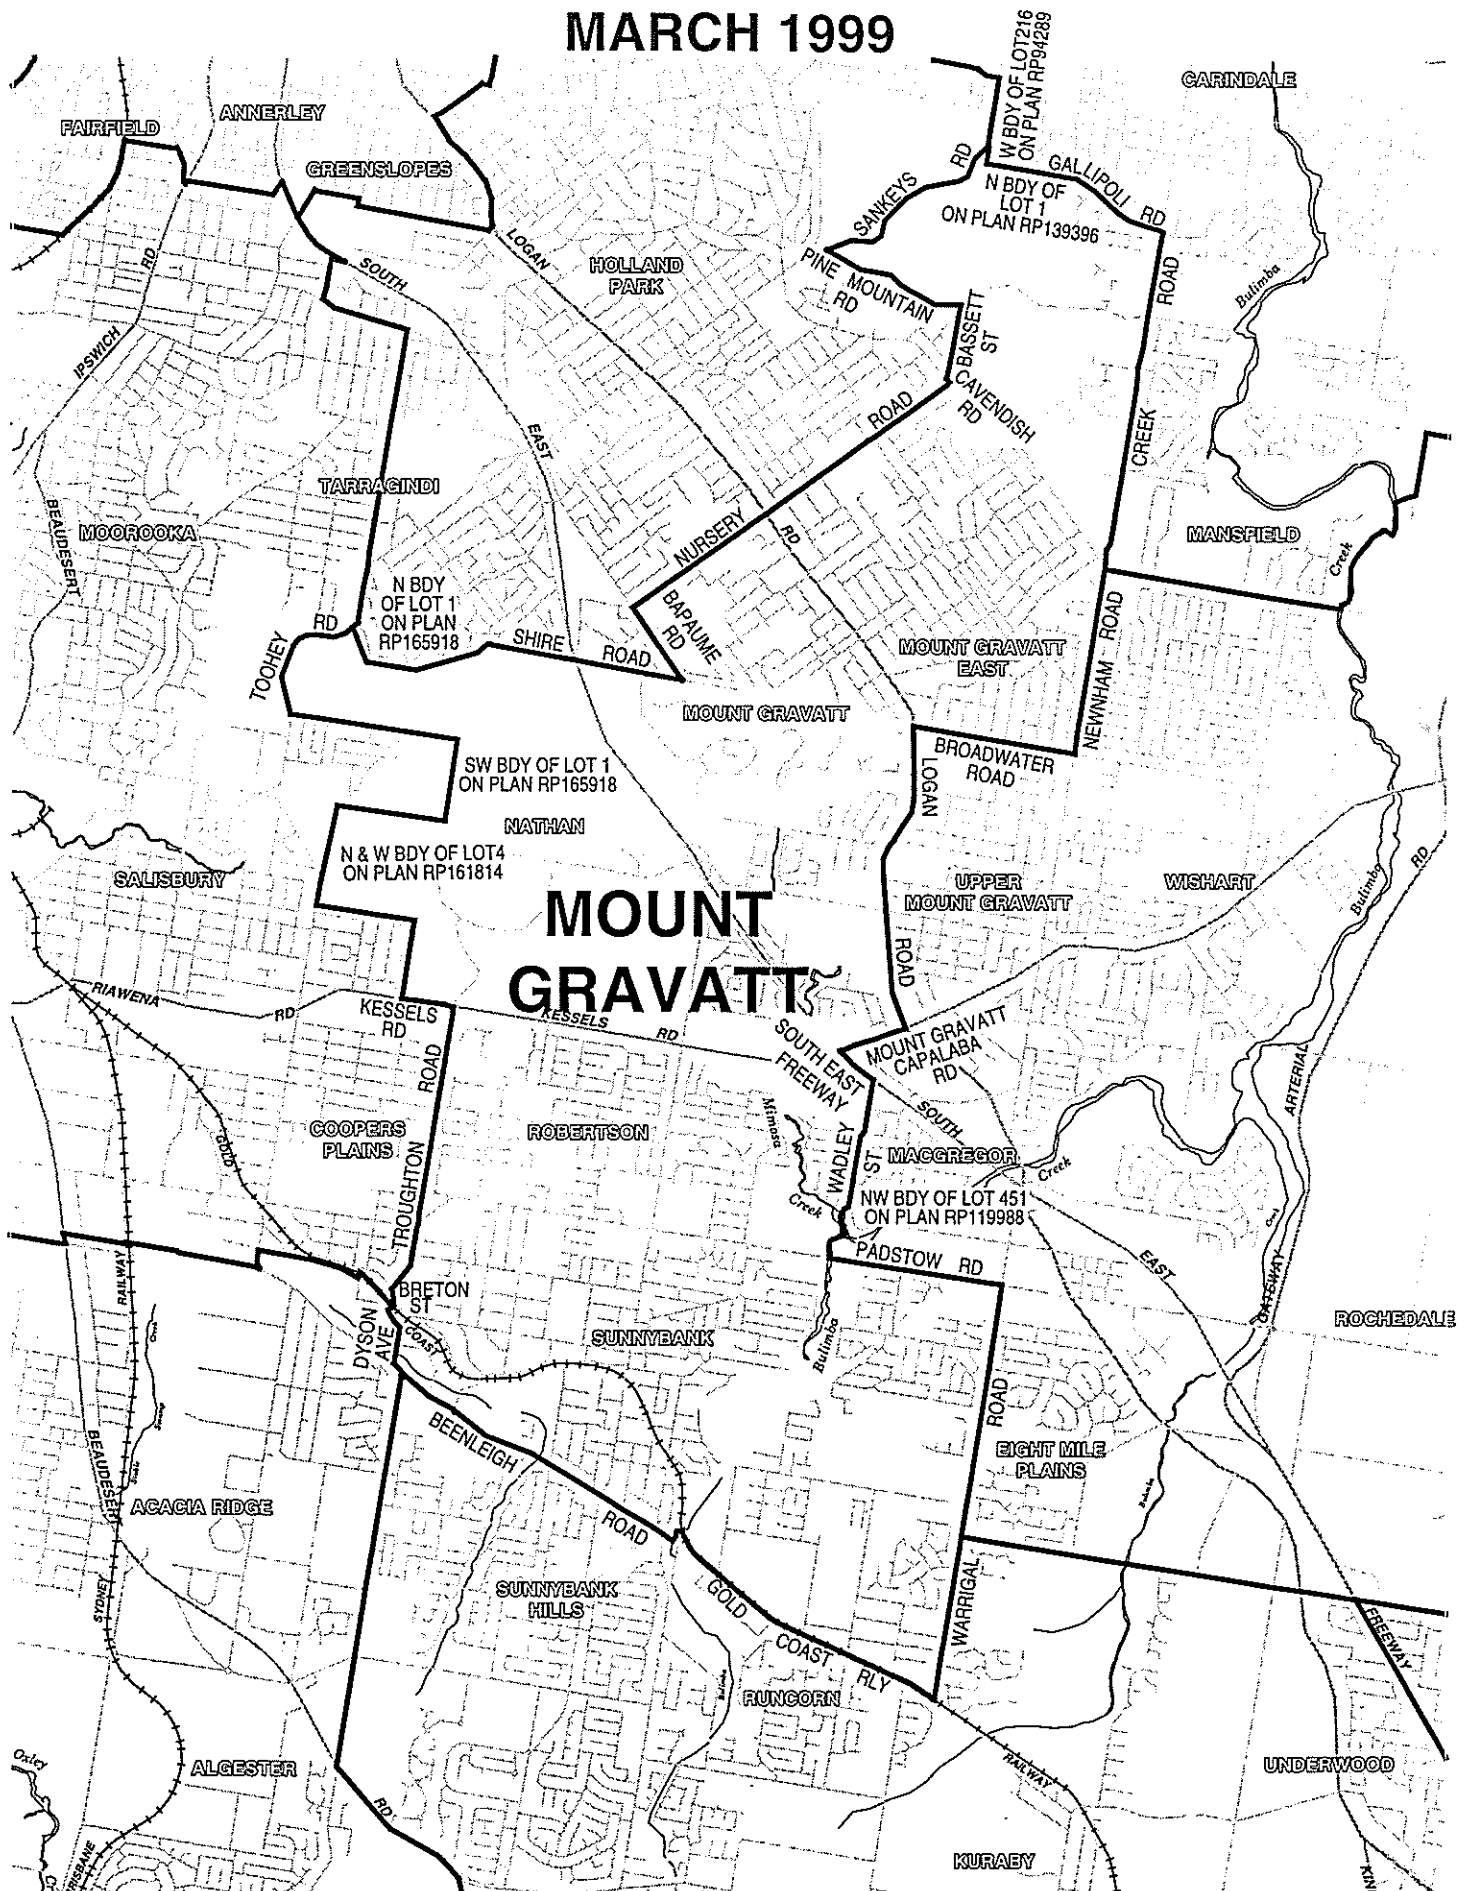 MARCH 1999
W BDY OF LOT216
ON PLAN RP94289
CARINDALE
ANNERLEY
FAIRFIELD
GREENSLOPES
RD
GALLIPOLI
RD
N BDY OF
LOT 1
ON PLAN RP139396
SANKEYS
LOGAN
HOLLAND
PARK
SOUTH
RD
PINE MOUNTAIN
RD
ROAD
Bulimba
BASSETT
ST
IPSWICH
CAVENDISH
RD
ROAD
EAST
CREEK
TARRAGINDI
BEAUDESERT
MOOROOKA
NURSERY
RD
MANSFIELD
Creek
N BDY
OF LOT 1
ON PLAN
RP165918
RD
TOOHEY
SHIRE
ROAD
BAPAUME
RD
MOUNT GRAVATT
EAST
ROAD
NEWNHAM
MOUNT GRAVATT
BROADWATER
ROAD
LOGAN
SW BDY OF LOT 1
ON PLAN RP165918
NATHAN
N & W BDY OF LOT4
ON PLAN RP161814
SALISBURY
MOUNT
GRAVATT
UPPER
MOUNT GRAVATT
WISHART
Bulimba
RD
ROAD
RIAWENA
RD
KESSELS
RD
KESSELS
RD
SOUTH EAST
FREEWAY
MOUNT GRAVATT
CAPALABA
RD
ROAD
ARTERIAL
GOLD
COOPERS
PLAINS
ROBERTSON
Mimosa
Creek
SOUTH
WADLEY
ST
MACGREGOR
Creek
TROUGHTON
NW BDY OF LOT 451
ON PLAN RP119988
PADSTOW RD
EAST
GATEWAY
RAILWAY
BRETON
ST
DYSON
AVE
COAST
SUNNYBANK
Bulimba
ROCHEDALE
BEAUDESERT
BEENLEIGH
ROAD
ROAD
EIGHT MILE
PLAINS
ACACIA RIDGE
SYDNEY
SUNNYBANK
HILLS
GOLD
COAST
RLY
WARRIGAL
FREEWAY
RUNCORN
RAILWAY
ALGESTER
Oxley
RD
UNDERWOOD
KURABY